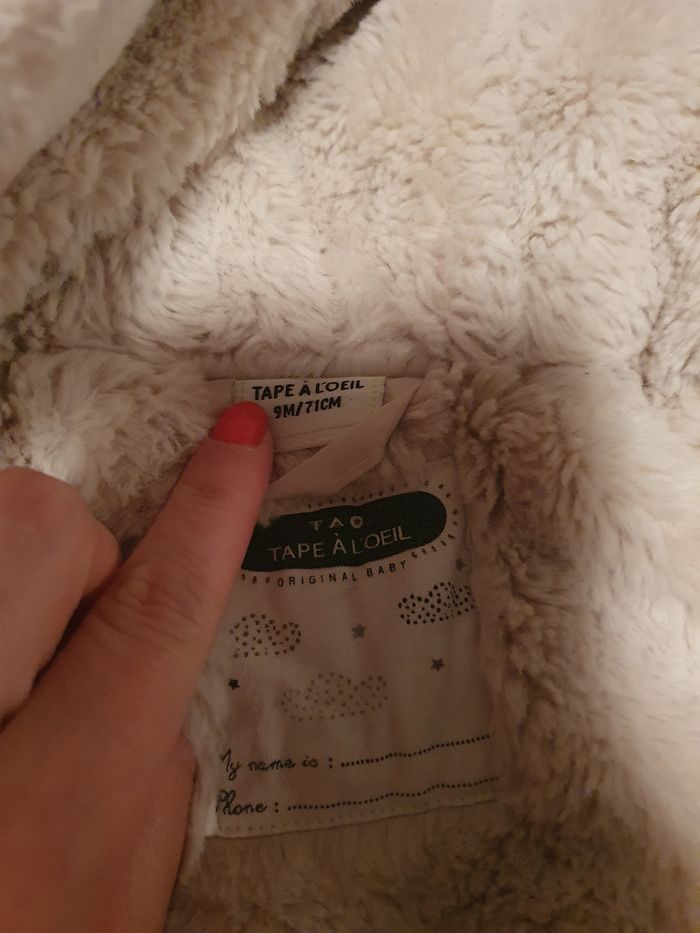 TAPE À L'OEIL
9M/71CM
TAO
TAPE À L'OEIL
ORIGINAL BABY
My name is :
Phone :